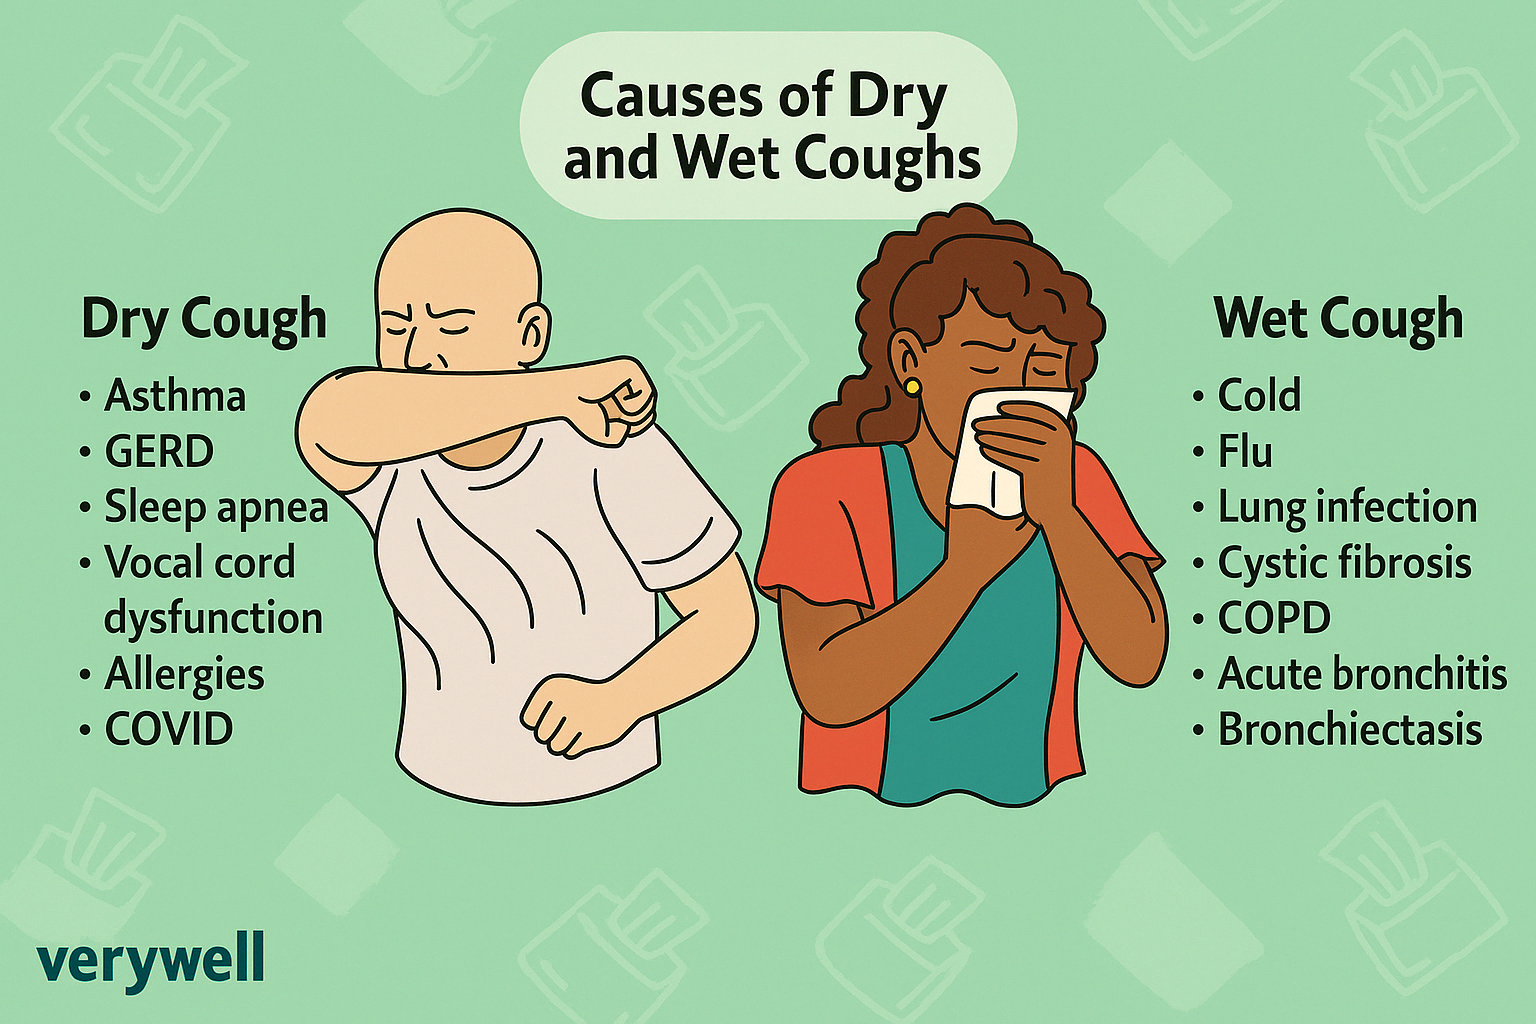 Causes of Dry
and Wet Coughs
Dry Cough
• Asthma
• GERD
• Sleep apnea
• Vocal cord
dysfunction
• Allergies
• COVID
Wet Cough
• Cold
• Flu
• Lung infection
• Cystic fibrosis
• COPD
• Acute bronchitis
• Bronchiectasis
verywell